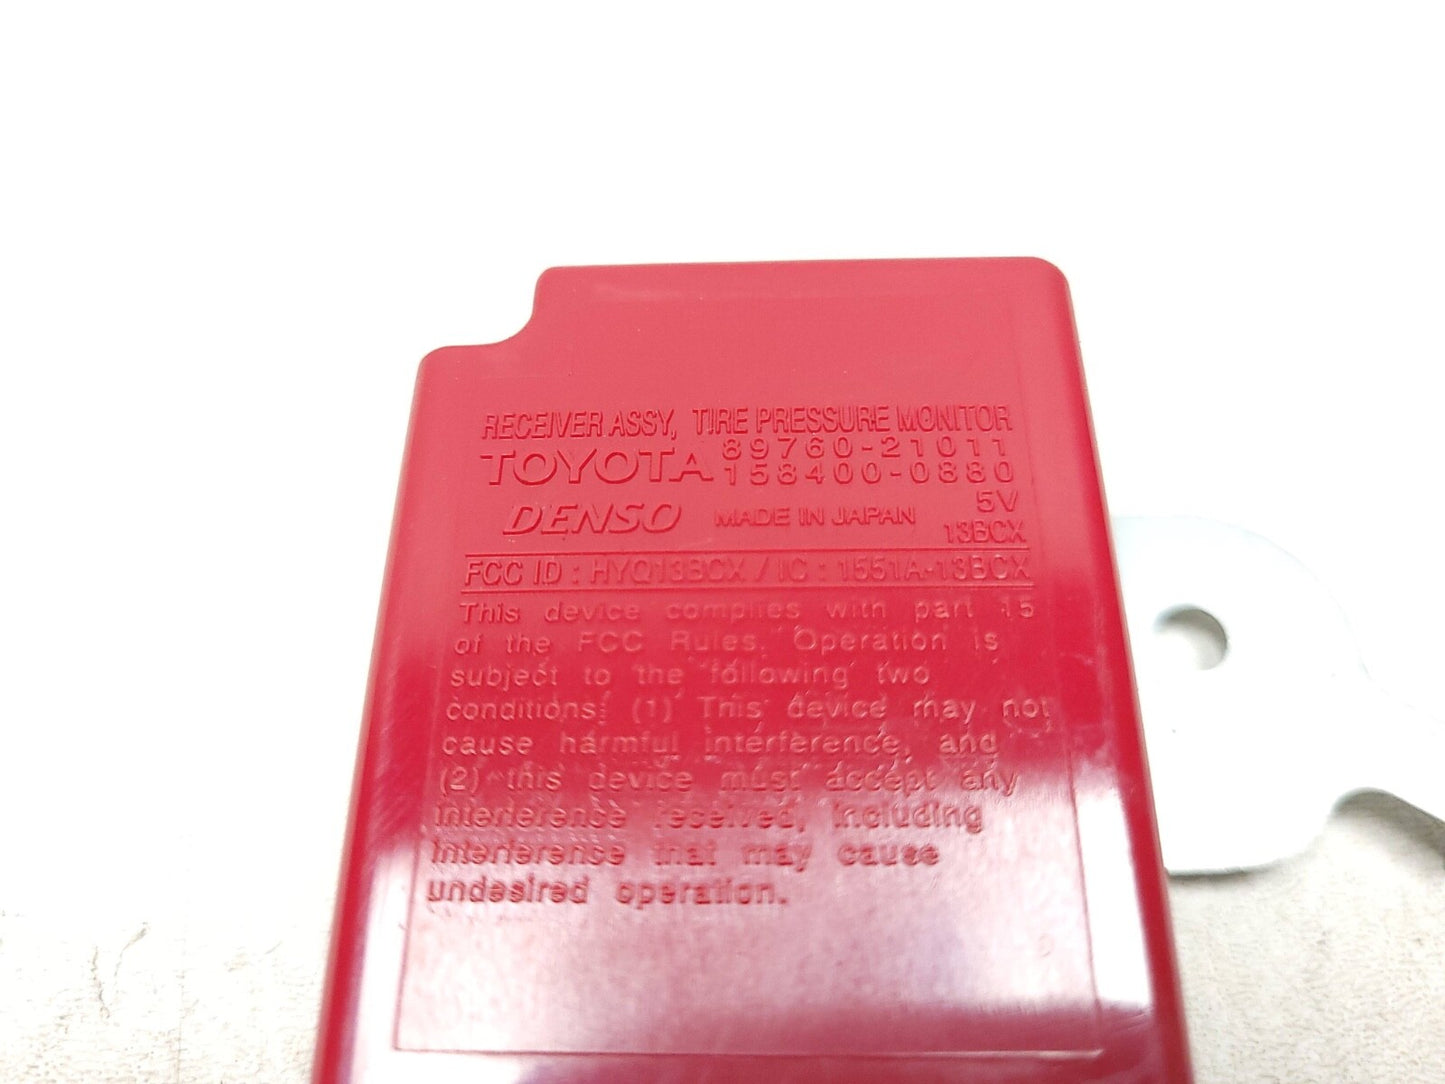 RECEIVER ASSY, TIRE PRESSURE MONITOR
TOYOTA 89760-21011
158400-0880
5V
DENSO MADE IN JAPAN
13BCX
FCC ID : HYQ13BCX / IC : 1551A-13BCX
This device complies with part 15
of the FCC Rules. Operation is
subject to the following two
conditions: (1) This device may not
cause harmful interference, and
(2) this device must accept any
interference received, including
interference that may cause
undesired operation.